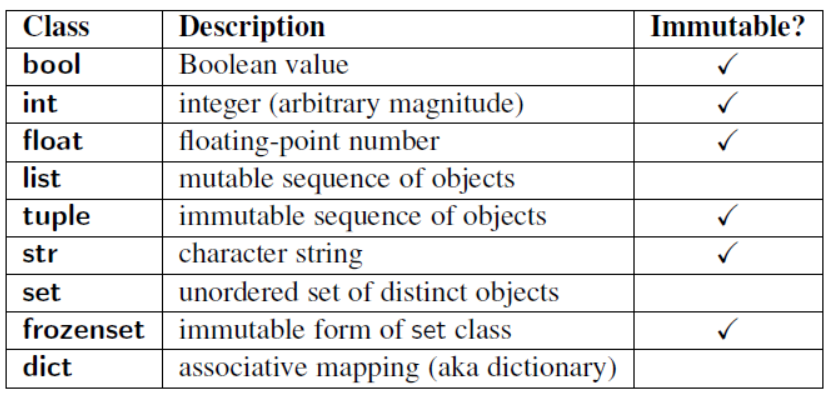 Class Description Immutable?
bool Boolean value ✓
int integer (arbitrary magnitude) ✓
float floating-point number ✓
list mutable sequence of objects
tuple immutable sequence of objects ✓
str character string ✓
set unordered set of distinct objects
frozenset immutable form of set class ✓
dict associative mapping (aka dictionary)